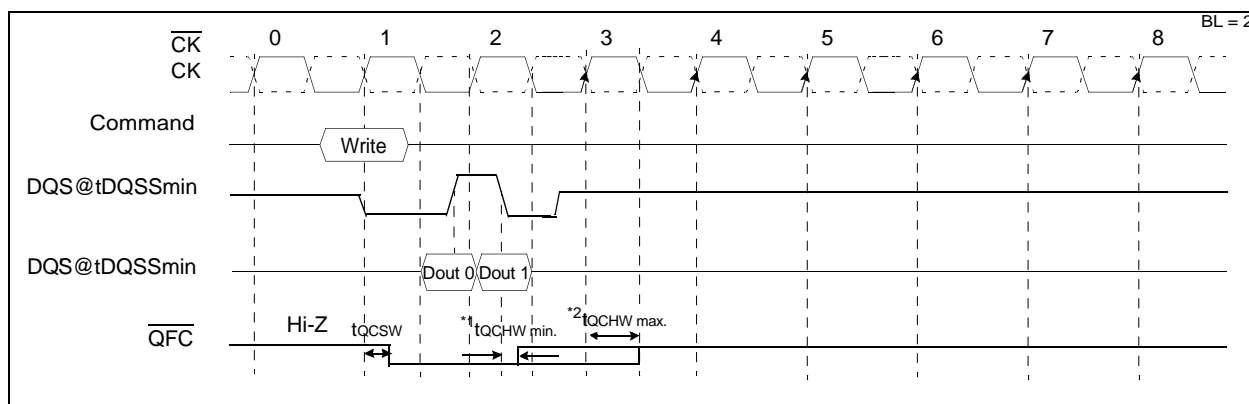 BL = 2
CK 0 1 2 3 4 5 6 7 8
CK
Command
Write
DQS@tDQSSmin
DQS@tDQSSmin
Dout 0 Dout 1
QFC Hi-Z tQCSW *1tQCHW min. *2tQCHW max.